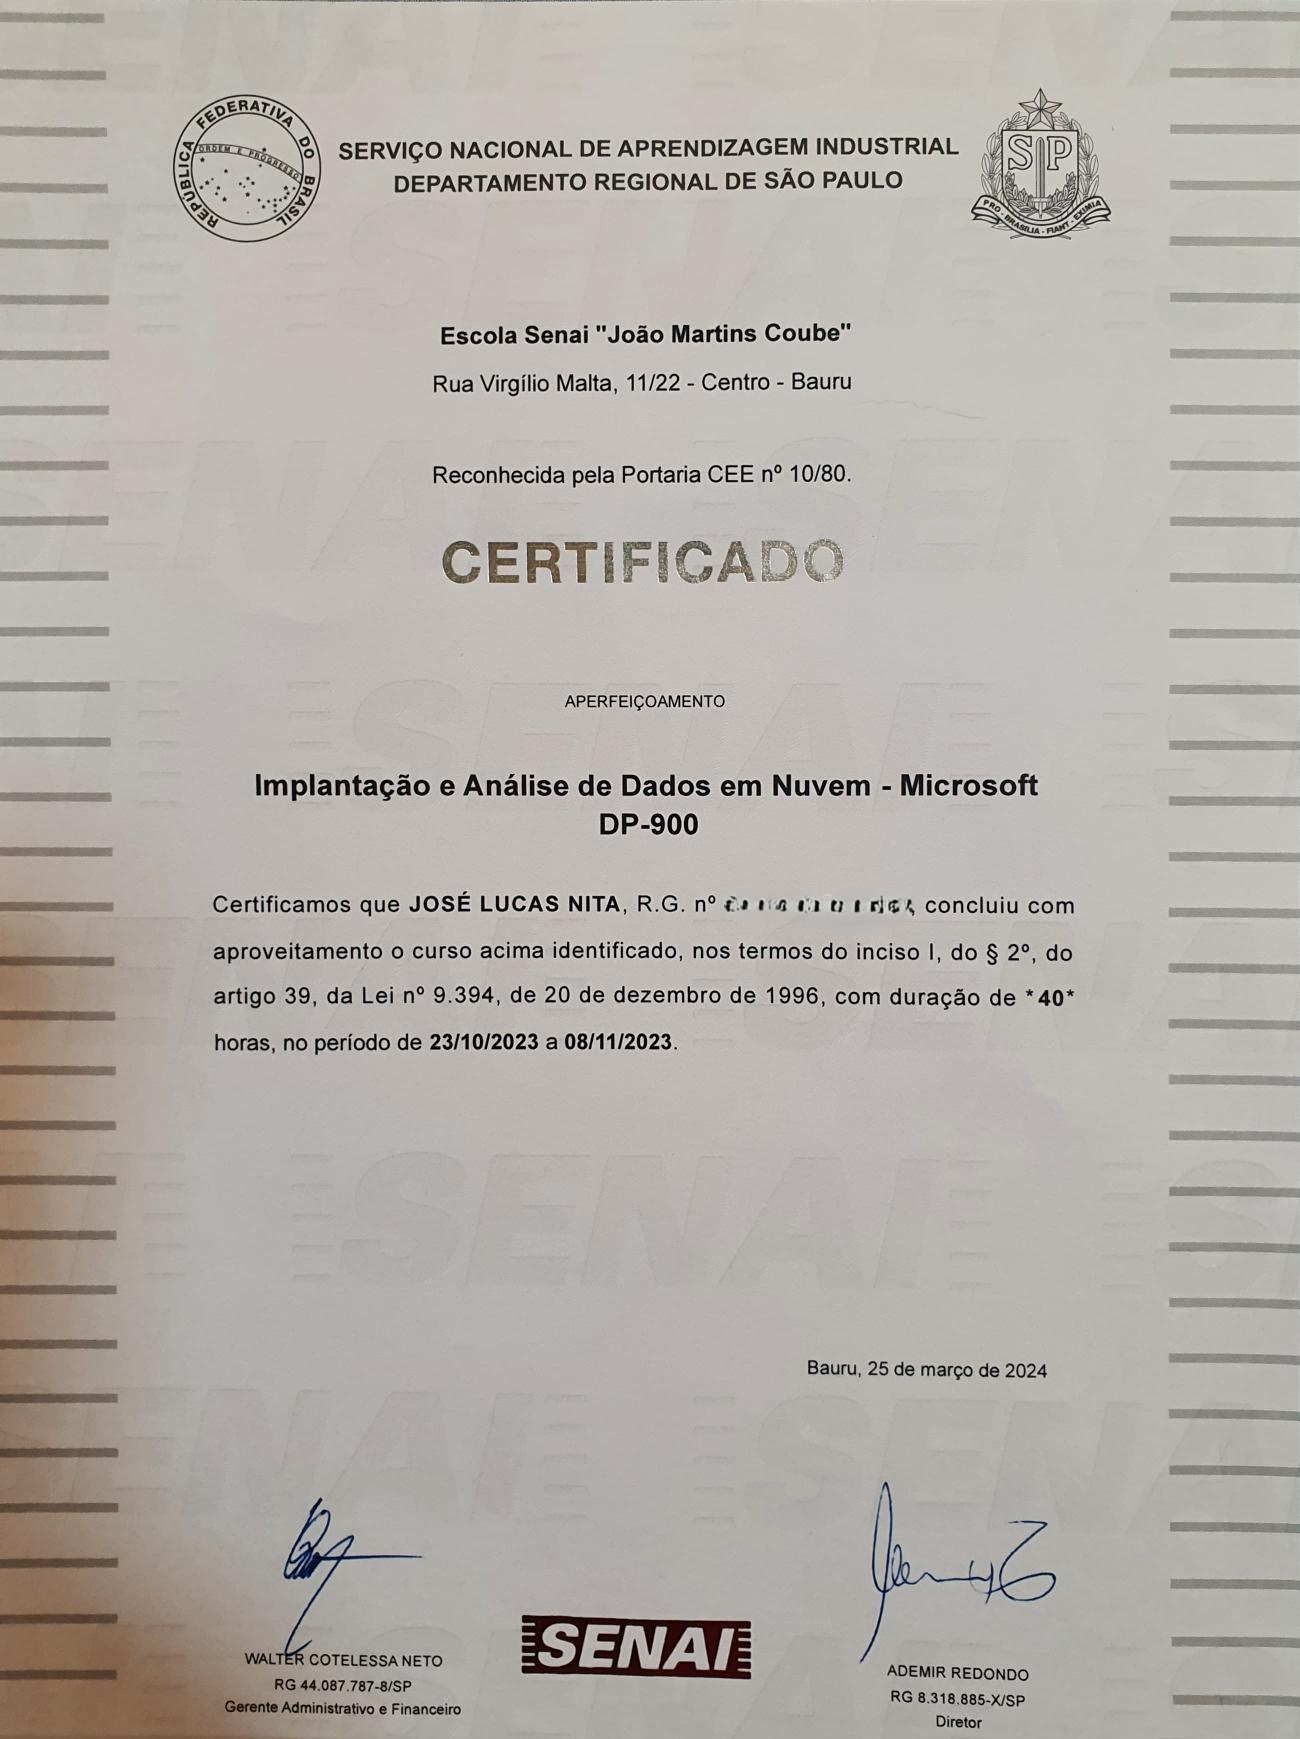 REPÚBLICA FEDERATIVA DO BRASIL
ORDEM E PROGRESSO
SERVIÇO NACIONAL DE APRENDIZAGEM INDUSTRIAL
DEPARTAMENTO REGIONAL DE SÃO PAULO
SP
PRO - BRASILIA - FIANT - EXIMIA
Escola Senai "João Martins Coube"
Rua Virgílio Malta, 11/22 - Centro - Bauru
Reconhecida pela Portaria CEE nº 10/80.
CERTIFICADO
APERFEIÇOAMENTO
Implantação e Análise de Dados em Nuvem - Microsoft
DP-900
Certificamos que JOSÉ LUCAS NITA, R.G. nº , concluiu com
aproveitamento o curso acima identificado, nos termos do inciso I, do § 2º, do
artigo 39, da Lei nº 9.394, de 20 de dezembro de 1996, com duração de *40*
horas, no período de 23/10/2023 a 08/11/2023.
Bauru, 25 de março de 2024
WALTER COTELESSA NETO
RG 44.087.787-8/SP
Gerente Administrativo e Financeiro
SENAI
ADEMIR REDONDO
RG 8.318.885-X/SP
Diretor